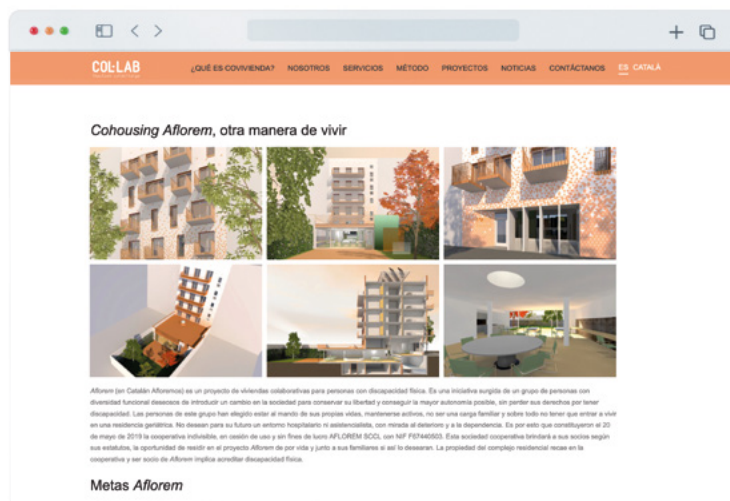 COL·LAB
¿QUÉ ES COVIVIENDA? NOSOTROS SERVICIOS MÉTODO PROYECTOS NOTICIAS CONTÁCTANOS ES CATALÀ
Cohousing Aflorem, otra manera de vivir
Aflorem (en Catalán Afloremos) es un proyecto de viviendas colaborativas para personas con discapacidad física. Es una iniciativa surgida de un grupo de personas con
diversidad funcional deseosos de introducir un cambio en la sociedad para conservar su libertad y conseguir la mayor autonomía posible, sin perder sus derechos por tener
discapacidad. Las personas de este grupo han elegido estar al mando de sus propias vidas, mantenerse activos, no ser una carga familiar y sobre todo no tener que entrar a vivir
en una residencia geriátrica. No desean para su futuro un entorno hospitalario ni asistencialista, con mirada al deterioro y a la dependencia. Es por esto que constituyeron el 20
de mayo de 2019 la cooperativa indivisible, en cesión de uso y sin fines de lucro AFLOREM SCCL con NIF F67440503. Esta sociedad cooperativa brindará a sus socios según
sus estatutos, la oportunidad de residir en el proyecto Aflorem de por vida y junto a sus familiares si así lo desearan. La propiedad del complejo residencial recae en la
cooperativa y ser socio de Aflorem implica acreditar discapacidad física.
Metas Aflorem